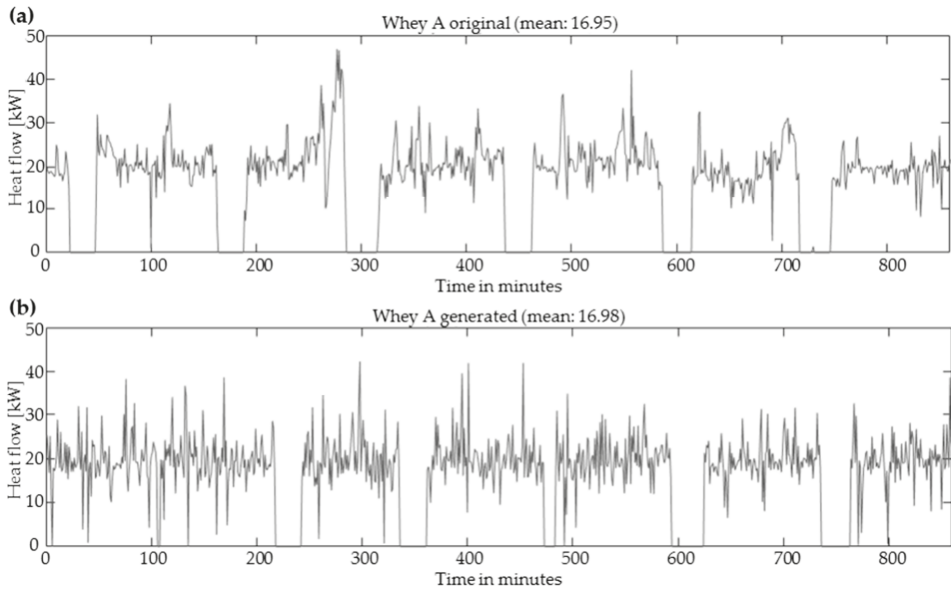 (a)
Whey A original (mean: 16.95)
Heat flow [kW]
50
40
30
20
10
0
0 100 200 300 400 500 600 700 800
Time in minutes
(b)
Whey A generated (mean: 16.98)
Heat flow [kW]
50
40
30
20
10
0
0 100 200 300 400 500 600 700 800
Time in minutes